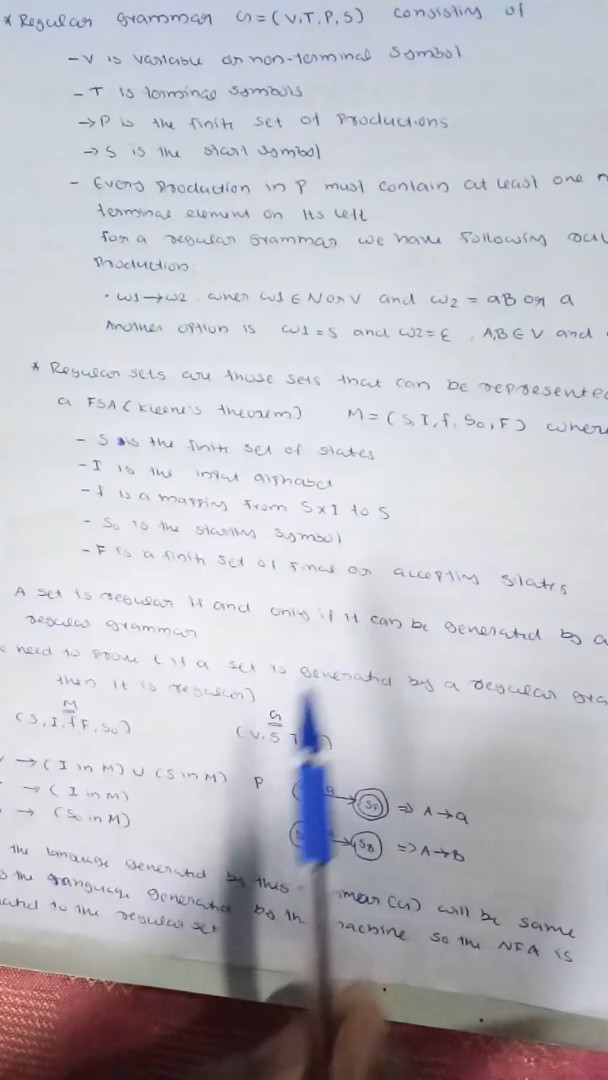 * Regular grammar G = (V, T, P, S) consisting of
- V is variable or non-terminal symbol
- T is terminal symbols
→ P is the finite set of productions
→ S is the start symbol
- Every production in P must contain at least one
terminal element on its left
for a regular grammar we have following
production.
• w1 → w2 . when w1 ∈ N or V and w2 = aB or a
Another option is w1 = S and w2 = ε , A,B ∈ V and
* Regular sets are those sets that can be represented
a FSA (Kleene's theorem) M = (S, I, f, S0, F) where
- S is the finite set of states
- I is the input alphabet
- f is a mapping from S x I to S
- S0 is the starting symbol
- F is a finite set of final or accepting states
A set is regular if and only if it can be generated by a
regular grammar
need to prove (if a set is generated by a regular
then it is regular)
M G
(S, I, f, F, S0) (V, S, T
→ (I in M) ∪ (S in M) P
→ (I in M) SF ⇒ A → a
→ (S0 in M) SB ⇒ A → B
the language generated by this (G) will be same
the language generated by the machine so the NFA is
to the regular set